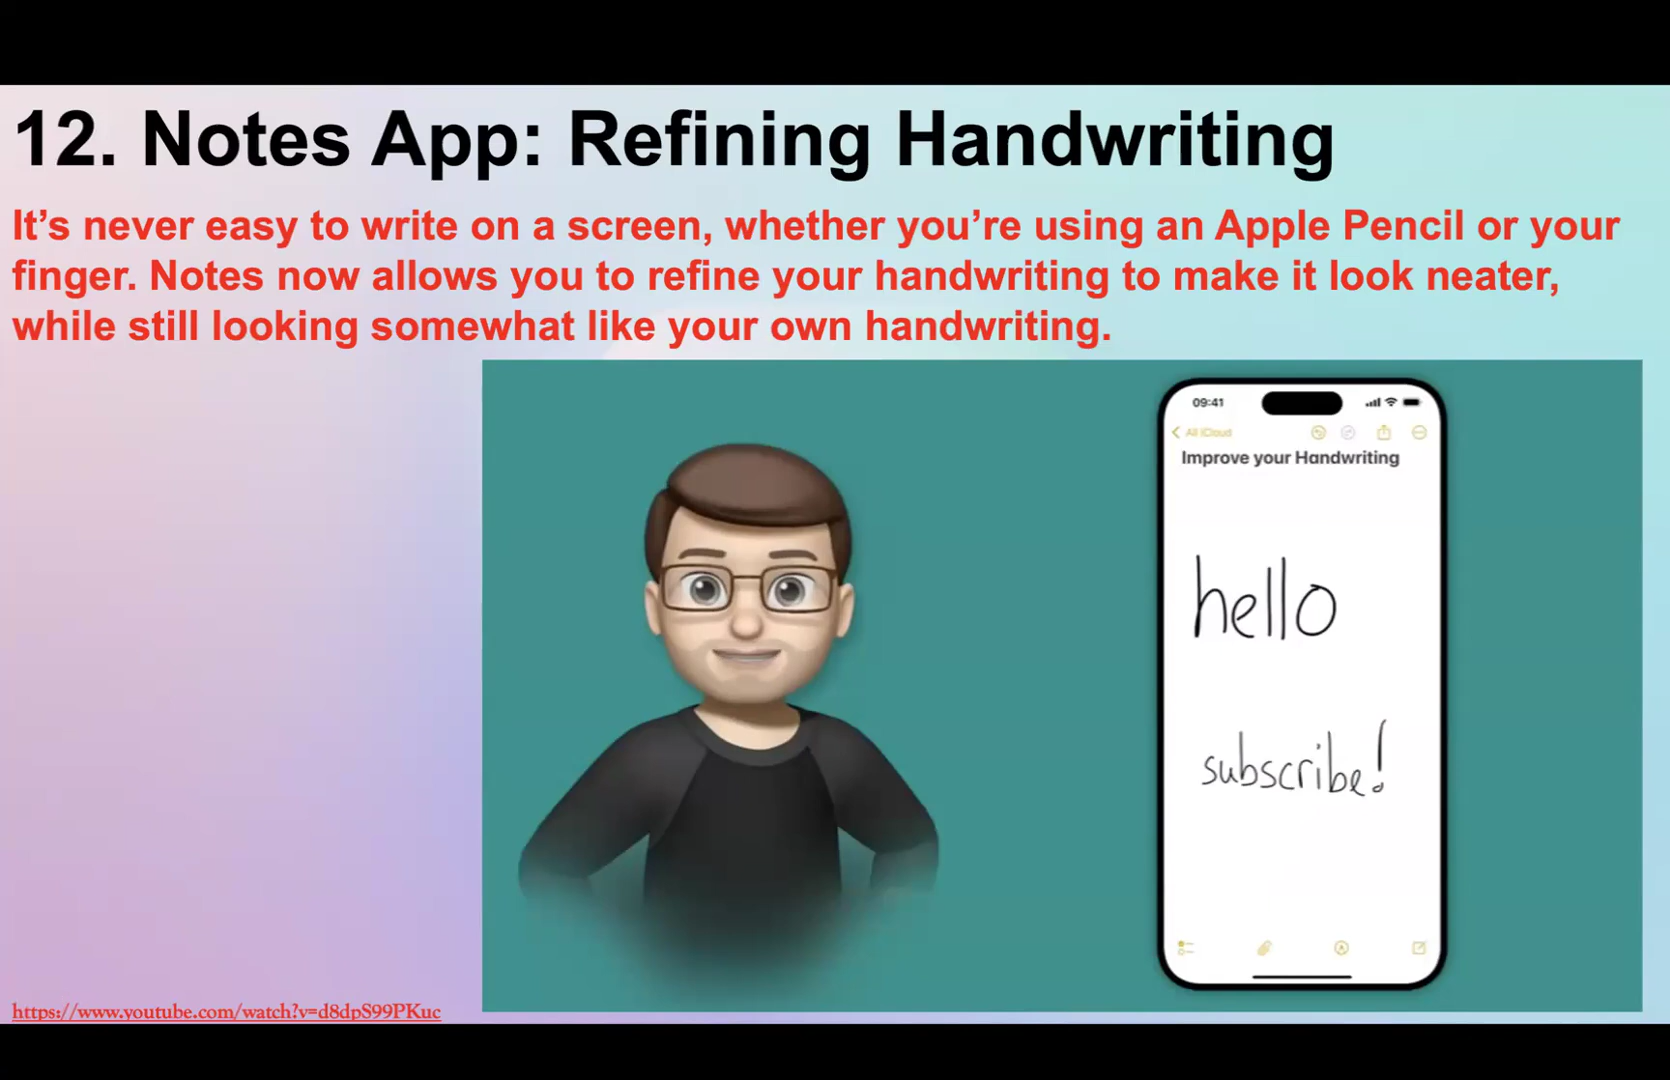 12. Notes App: Refining Handwriting
It’s never easy to write on a screen, whether you’re using an Apple Pencil or your
finger. Notes now allows you to refine your handwriting to make it look neater,
while still looking somewhat like your own handwriting.
09:41
All iCloud
Improve your Handwriting
hello
subscribe!
https://www.youtube.com/watch?v=d8dpS99PKuc